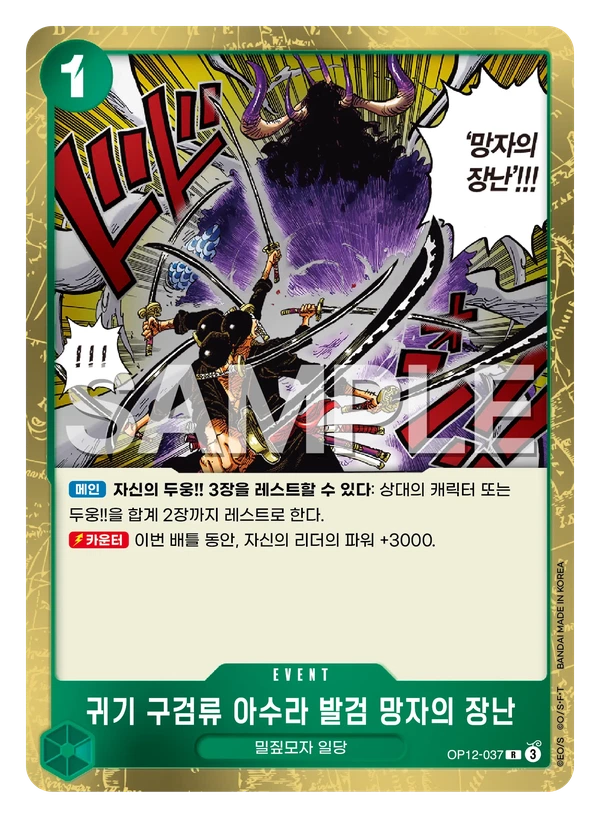 1
ドドド
'망자의
장난'!!!
!!!
SAMPLE
메인 자신의 두웅!! 3장을 레스트할 수 있다: 상대의 캐릭터 또는
두웅!!을 합계 2장까지 레스트로 한다.
카운터 이번 배틀 동안, 자신의 리더의 파워 +3000.
EVENT
귀기 구검류 아수라 발검 망자의 장난
밀짚모자 일당
OP12-037 R 3
©E.O/S ©O/S·F·T BANDAI MADE IN KOREA